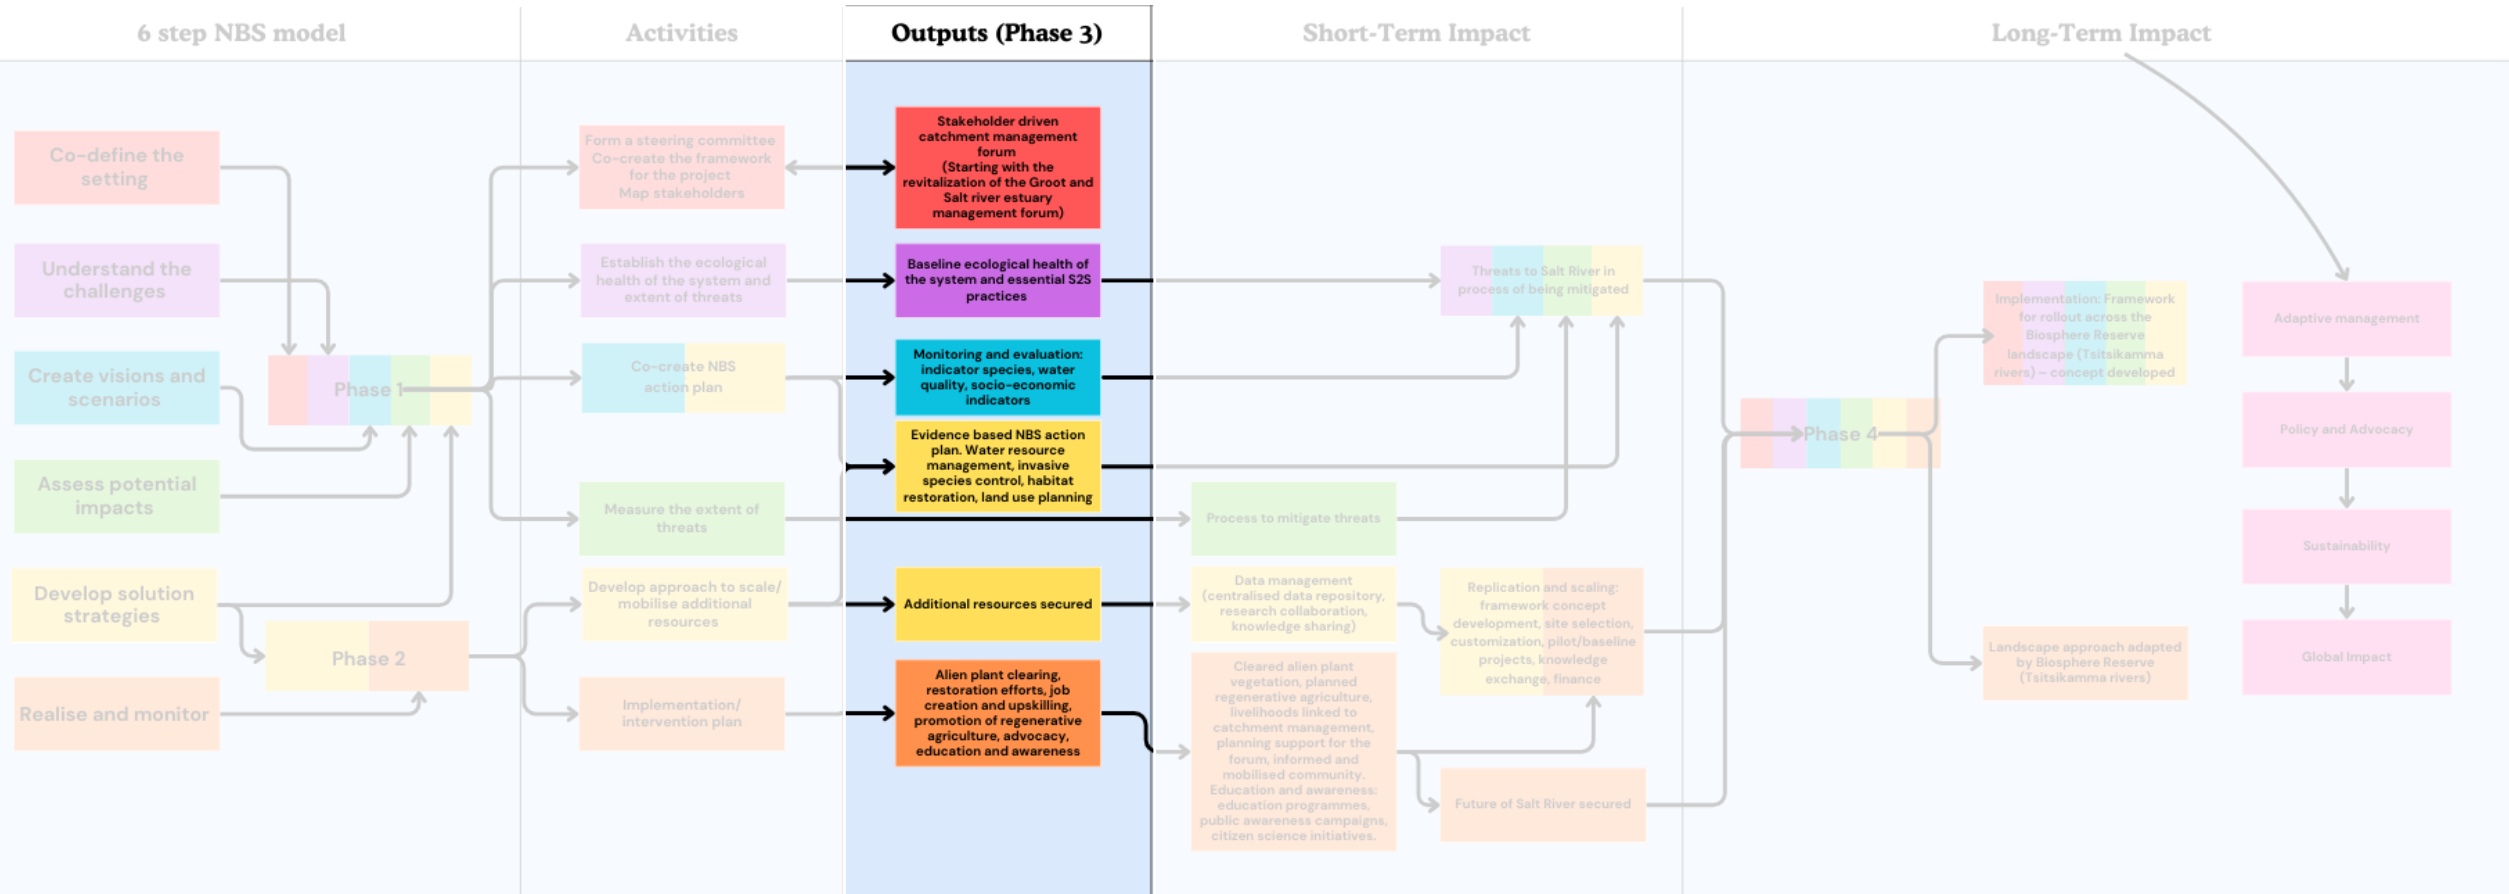 6 step NBS model
Activities
Outputs (Phase 3)
Short-Term Impact
Long-Term Impact
Co-define the
setting
Understand the
challenges
Create visions and
scenarios
Assess potential
impacts
Develop solution
strategies
Realise and monitor
Phase 1
Phase 2
Form a steering committee
Co-create the framework
for the project
Map stakeholders
Establish the ecological
health of the system and
extent of threats
Co-create NBS
action plan
Measure the extent of
threats
Develop approach to scale/
mobilise additional
resources
Implementation/
intervention plan
Stakeholder driven
catchment management
forum
(Starting with the
revitalization of the Groot and
Salt river estuary
management forum)
Baseline ecological health of
the system and essential S2S
practices
Monitoring and evaluation:
indicator species, water
quality, socio-economic
indicators
Evidence based NBS action
plan. Water resource
management, invasive
species control, habitat
restoration, land use planning
Additional resources secured
Alien plant clearing,
restoration efforts, job
creation and upskilling,
promotion of regenerative
agriculture, advocacy,
education and awareness
Threats to Salt River in
process of being mitigated
Process to mitigate threats
Data management
(centralised data repository,
research collaboration,
knowledge sharing)
Cleared alien plant
vegetation, planned
regenerative agriculture,
livelihoods linked to
catchment management,
planning support for the
forum, informed and
mobilised community.
Education and awareness:
education programmes,
public awareness campaigns,
citizen science initiatives.
Replication and scaling:
framework concept
development, site selection,
customization, pilot/baseline
projects, knowledge
exchange, finance
Future of Salt River secured
Phase 4
Implementation: Framework
for rollout across the
Biosphere Reserve
landscape (Tsitsikamma
rivers) – concept developed
Landscape approach adapted
by Biosphere Reserve
(Tsitsikamma rivers)
Adaptive management
Policy and Advocacy
Sustainability
Global Impact